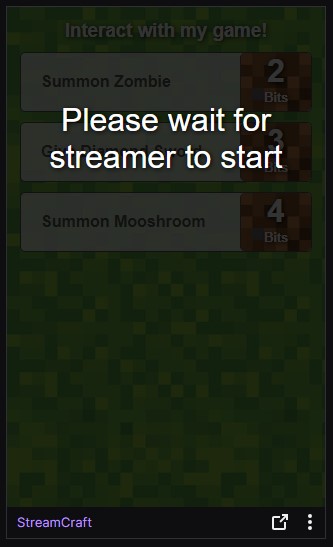 Interact with my game!
Summon Zombie
2
Bits
Please wait for
streamer to start
3
Bits
Summon Mooshroom
4
Bits
StreamCraft